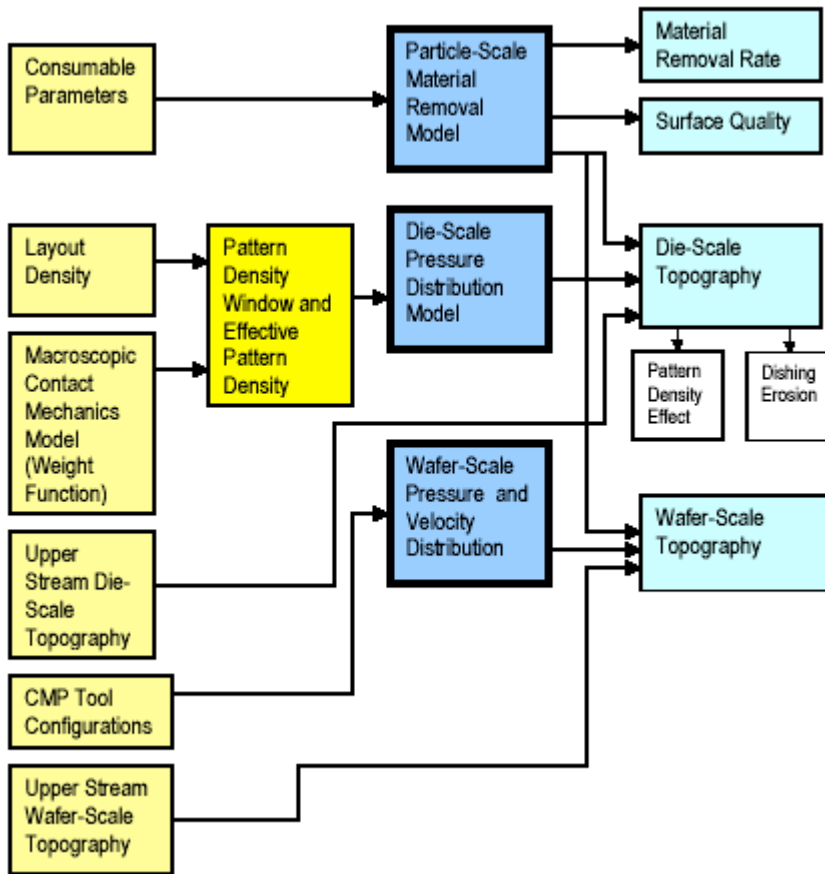 Consumable
Parameters
Particle-Scale
Material
Removal
Model
Material
Removal Rate
Surface Quality
Layout
Density
Pattern
Density
Window and
Effective
Pattern
Density
Die-Scale
Pressure
Distribution
Model
Die-Scale
Topography
Macroscopic
Contact
Mechanics
Model
(Weight
Function)
Pattern
Density
Effect
Dishing
Erosion
Wafer-Scale
Pressure and
Velocity
Distribution
Wafer-Scale
Topography
Upper
Stream Die-
Scale
Topography
CMP Tool
Configurations
Upper Stream
Wafer-Scale
Topography